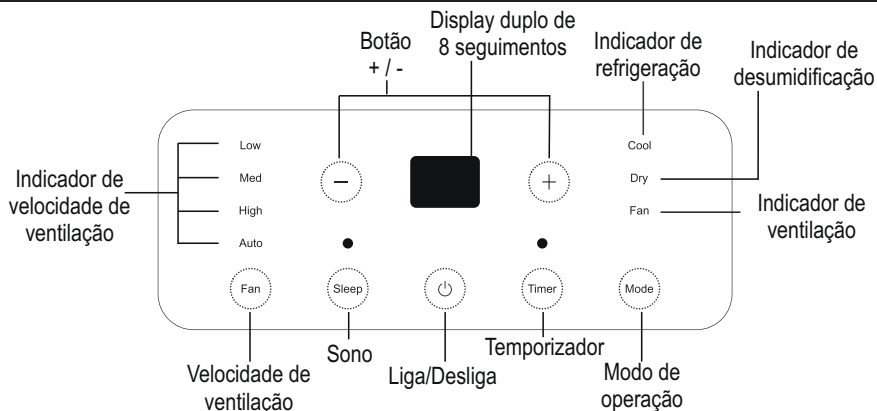 Display duplo de
8 seguimentos
Botão
+ / -
Indicador de
refrigeração
Indicador de
desumidificação
Low
Med
High
Auto
Indicador de
velocidade de
ventilação
−
+
Cool
Dry
Fan
Indicador de
ventilação
Fan
Sleep
Timer
Mode
Velocidade de
ventilação
Sono
Liga/Desliga
Temporizador
Modo de
operação